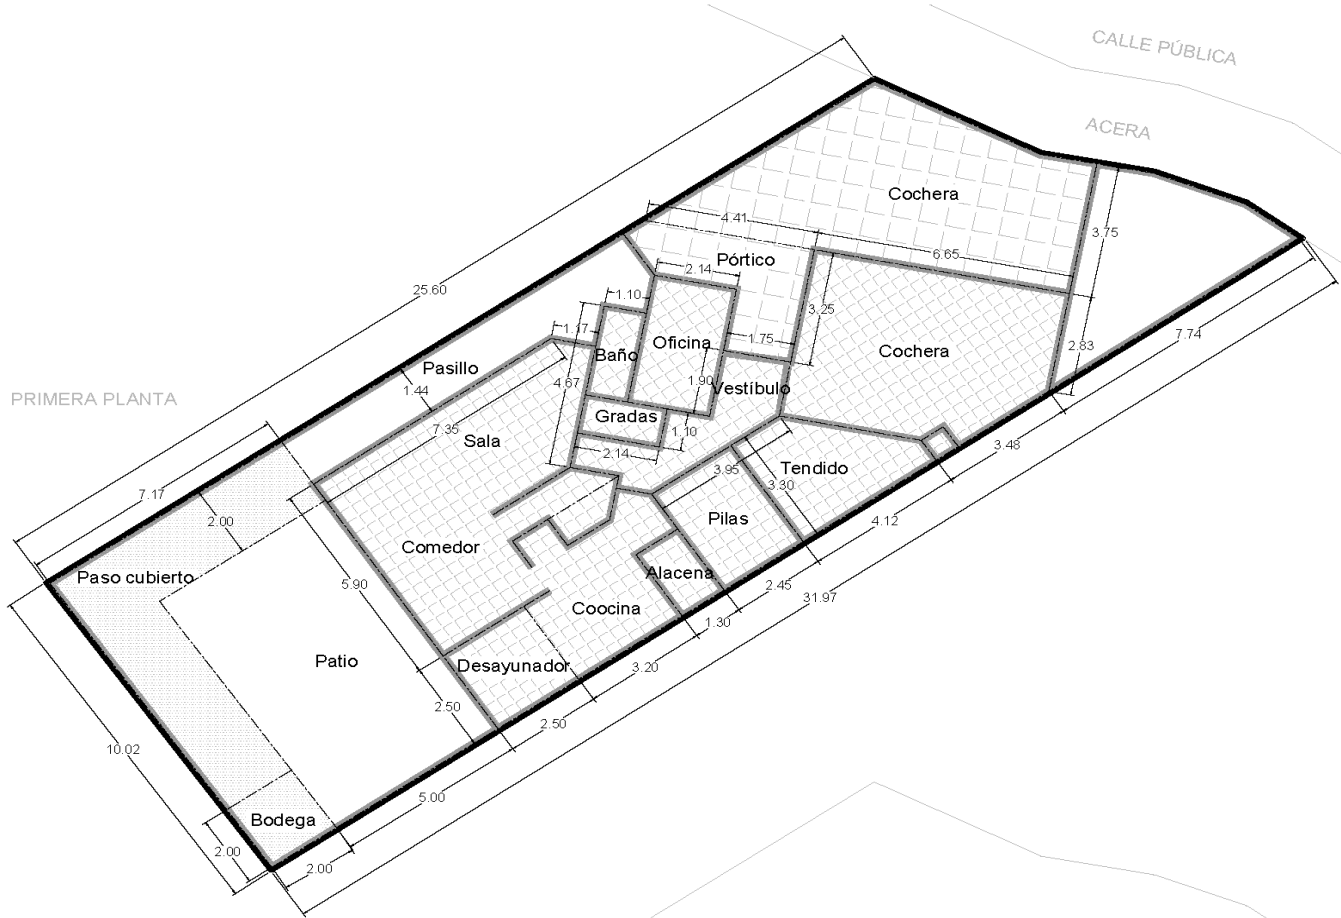 CALLE PÚBLICA
ACERA
Cochera
4.41
3.75
6.65
Pórtico
2.14
25.60
1.10
3.25
1.17
1.75
7.74
Oficina
2.83
Baño
Cochera
Pasillo
4.67
1.90
Vestíbulo
1.44
PRIMERA PLANTA
Gradas
7.35
Sala
1.10
3.48
2.14
3.95
Tendido
3.30
7.17
2.00
Pilas
4.12
Comedor
Paso cubierto
5.90
Alacena
2.45
31.97
Coocina
1.30
Patio
Desayunador
3.20
2.50
2.50
10.02
5.00
Bodega
2.00
2.00